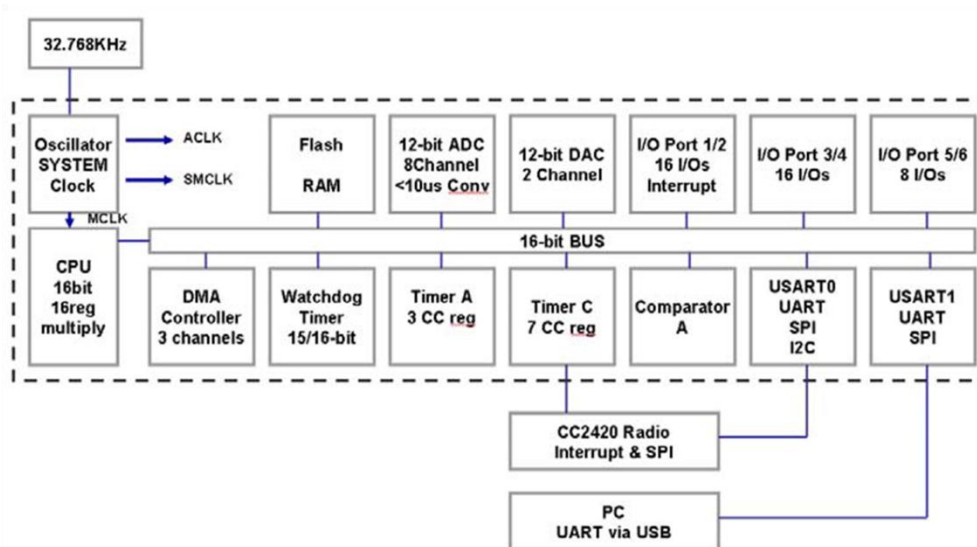 32.768KHz
Oscillator
SYSTEM
Clock
ACLK
SMCLK
MCLK
Flash
RAM
12-bit ADC
8Channel
<10us Conv
12-bit DAC
2 Channel
I/O Port 1/2
16 I/Os
Interrupt
I/O Port 3/4
16 I/Os
I/O Port 5/6
8 I/Os
16-bit BUS
CPU
16bit
16reg
multiply
DMA
Controller
3 channels
Watchdog
Timer
15/16-bit
Timer A
3 CC reg
Timer C
7 CC reg
Comparator
A
USART0
UART
SPI
I2C
USART1
UART
SPI
CC2420 Radio
Interrupt & SPI
PC
UART via USB